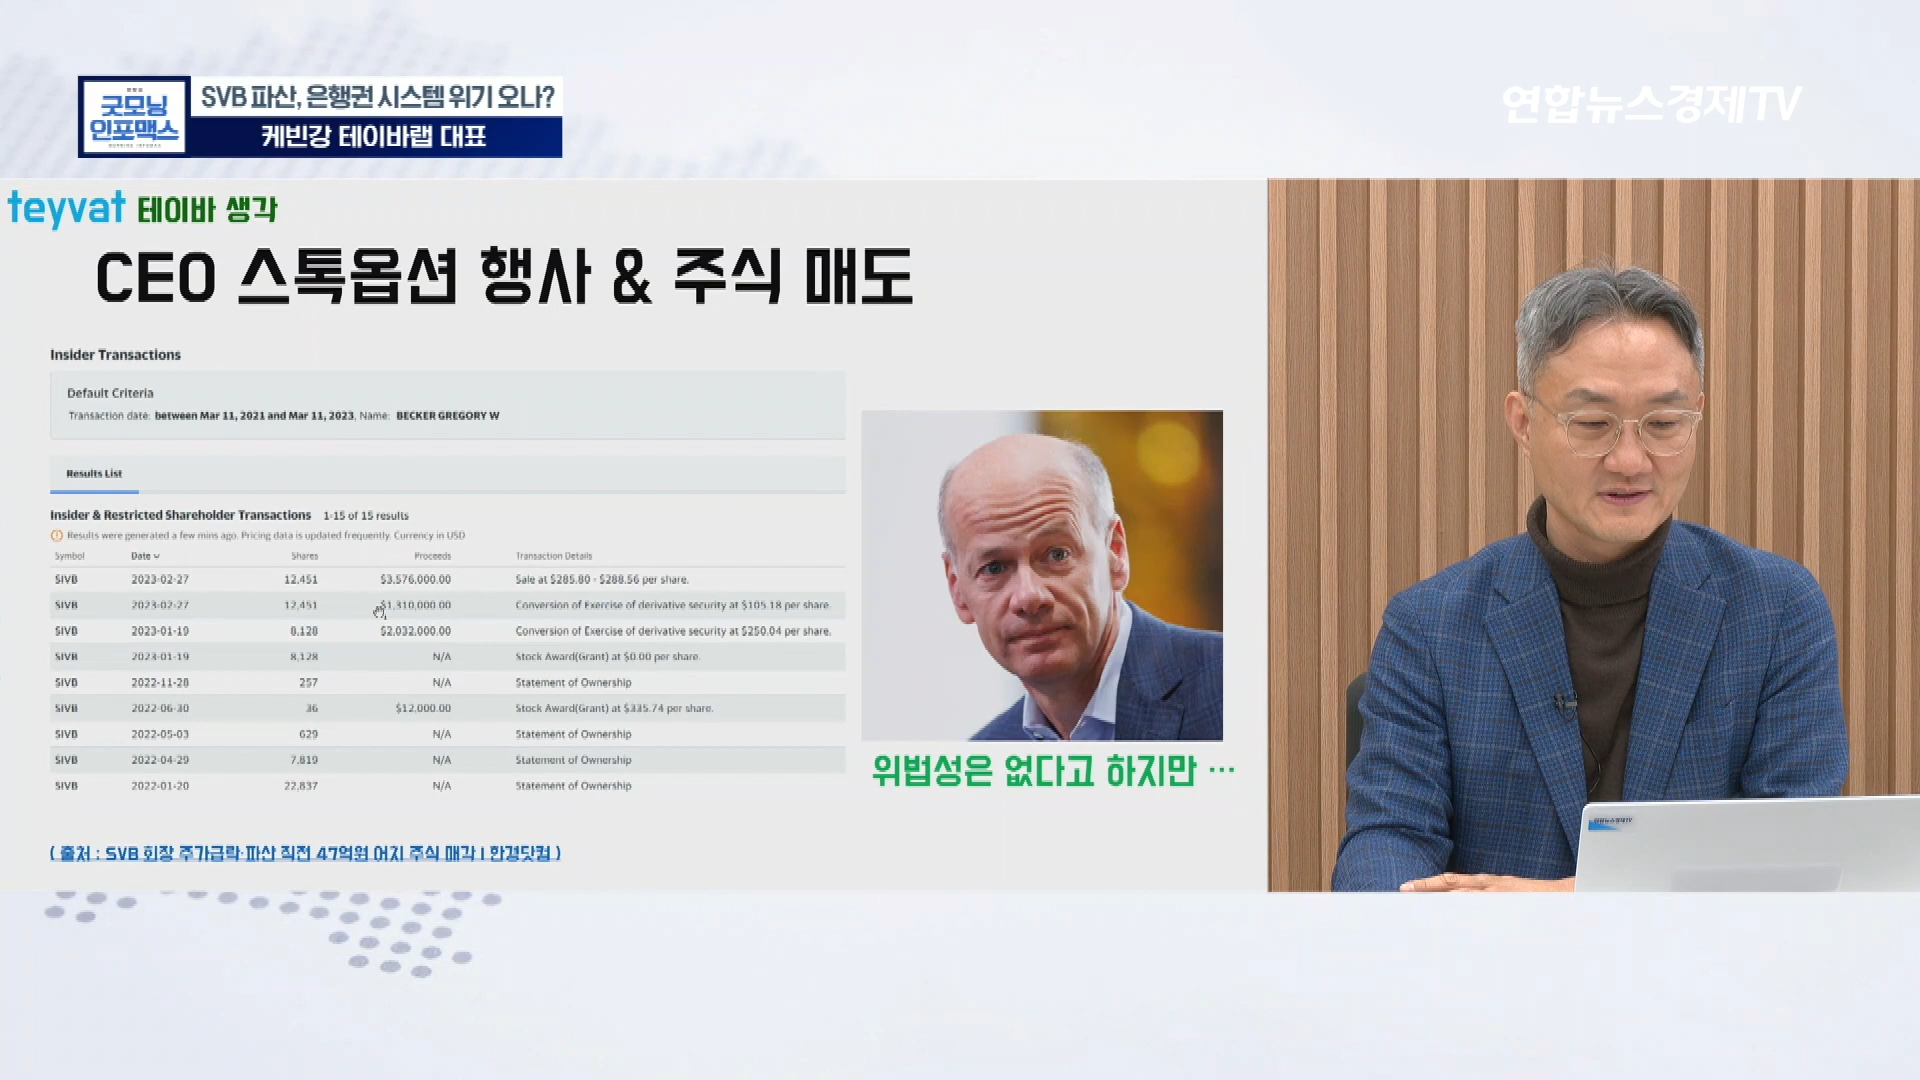 굿모닝
인포맥스
SVB 파산, 은행권 시스템 위기 오나?
케빈강 테이바랩 대표
연합뉴스경제TV
teyvat 테이바 생각
CEO 스톡옵션 행사 & 주식 매도
Insider Transactions
Default Criteria
Transaction date: between Mar 11, 2021 and Mar 11, 2023, Name: BECKER GREGORY W
Results List
Insider & Restricted Shareholder Transactions 1-15 of 15 results
Results were generated a few mins ago. Pricing data is updated frequently. Currency in USD
Symbol Date Shares Proceeds Transaction Details
SIVB 2023-02-27 12,451 $3,576,000.00 Sale at $285.80 - $288.56 per share.
SIVB 2023-02-27 12,451 $1,310,000.00 Conversion of Exercise of derivative security at $105.18 per share.
SIVB 2023-01-19 8,128 $2,032,000.00 Conversion of Exercise of derivative security at $250.04 per share.
SIVB 2023-01-19 8,128 N/A Stock Award(Grant) at $0.00 per share.
SIVB 2022-11-28 257 N/A Statement of Ownership
SIVB 2022-06-30 36 $12,000.00 Stock Award(Grant) at $335.74 per share.
SIVB 2022-05-03 629 N/A Statement of Ownership
SIVB 2022-04-29 7,819 N/A Statement of Ownership
SIVB 2022-01-20 22,837 N/A Statement of Ownership
위법성은 없다고 하지만 …
( 출처 : SVB 회장 주가급락·파산 직전 47억원 어치 주식 매각 | 한경닷컴 )
연합뉴스경제TV